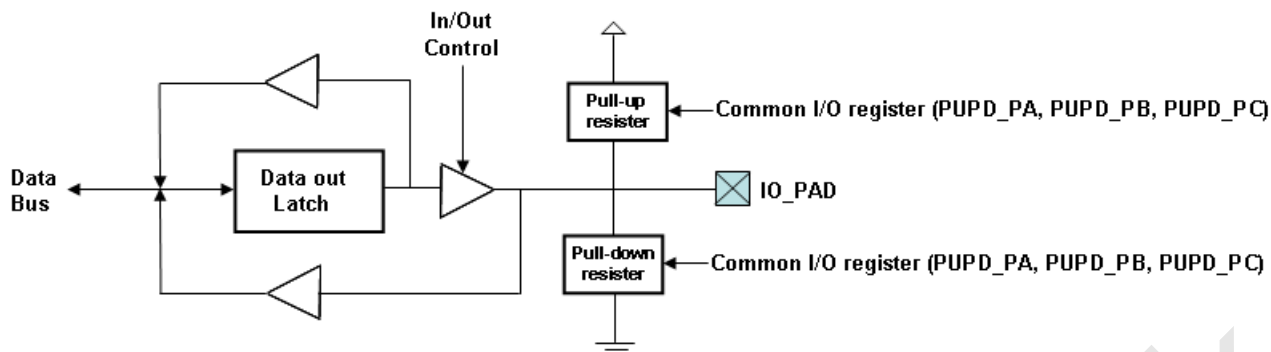 In/Out
Control
Pull-up
resister
Common I/O register (PUPD_PA, PUPD_PB, PUPD_PC)
Data
Bus
Data out
Latch
IO_PAD
Pull-down
resister
Common I/O register (PUPD_PA, PUPD_PB, PUPD_PC)